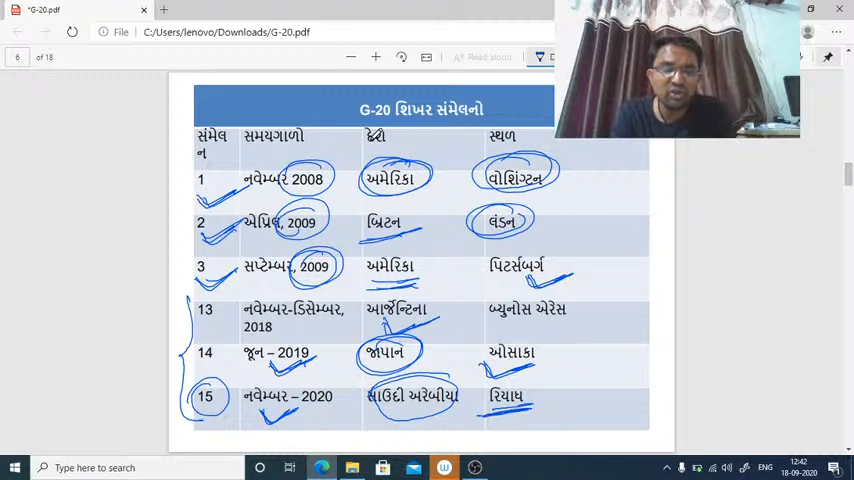 *G-20.pdf
File
C:/Users/lenovo/Downloads/G-20.pdf
6 of 18
Read aloud
G-20 શિખર સંમેલનો
સંમેલન સમયગાળો સ્થળ
1 નવેમ્બર 2008 અમેરિકા વોશિંગ્ટન
2 એપ્રિલ, 2009 બ્રિટન લંડન
3 સપ્ટેમ્બર, 2009 અમેરિકા પિટર્સબર્ગ
13 નવેમ્બર-ડિસેમ્બર, 2018 આર્જેન્ટિના બ્યુનોસ એરેસ
14 જૂન – 2019 જાપાન ઓસાકા
15 નવેમ્બર – 2020 સાઉદી અરેબીયા રિયાધ
Type here to search
ENG
12:42
18-09-2020